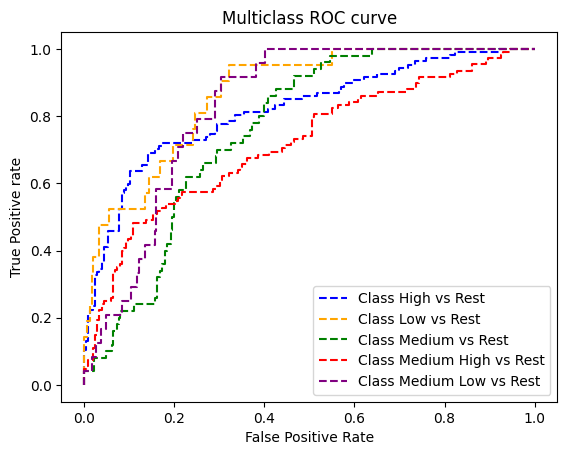 Multiclass ROC curve
True Positive rate
1.0
0.8
0.6
0.4
0.2
0.0
Class High vs Rest
Class Low vs Rest
Class Medium vs Rest
Class Medium High vs Rest
Class Medium Low vs Rest
0.0 0.2 0.4 0.6 0.8 1.0
False Positive Rate